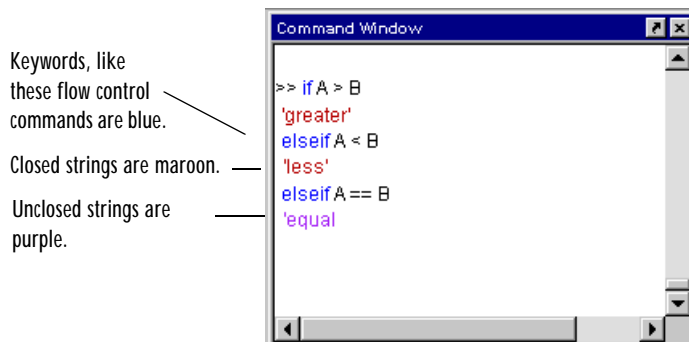 Command Window
Keywords, like
these flow control
commands are blue.
Closed strings are maroon.
Unclosed strings are
purple.
>> if A > B
'greater'
elseif A < B
'less'
elseif A == B
'equal